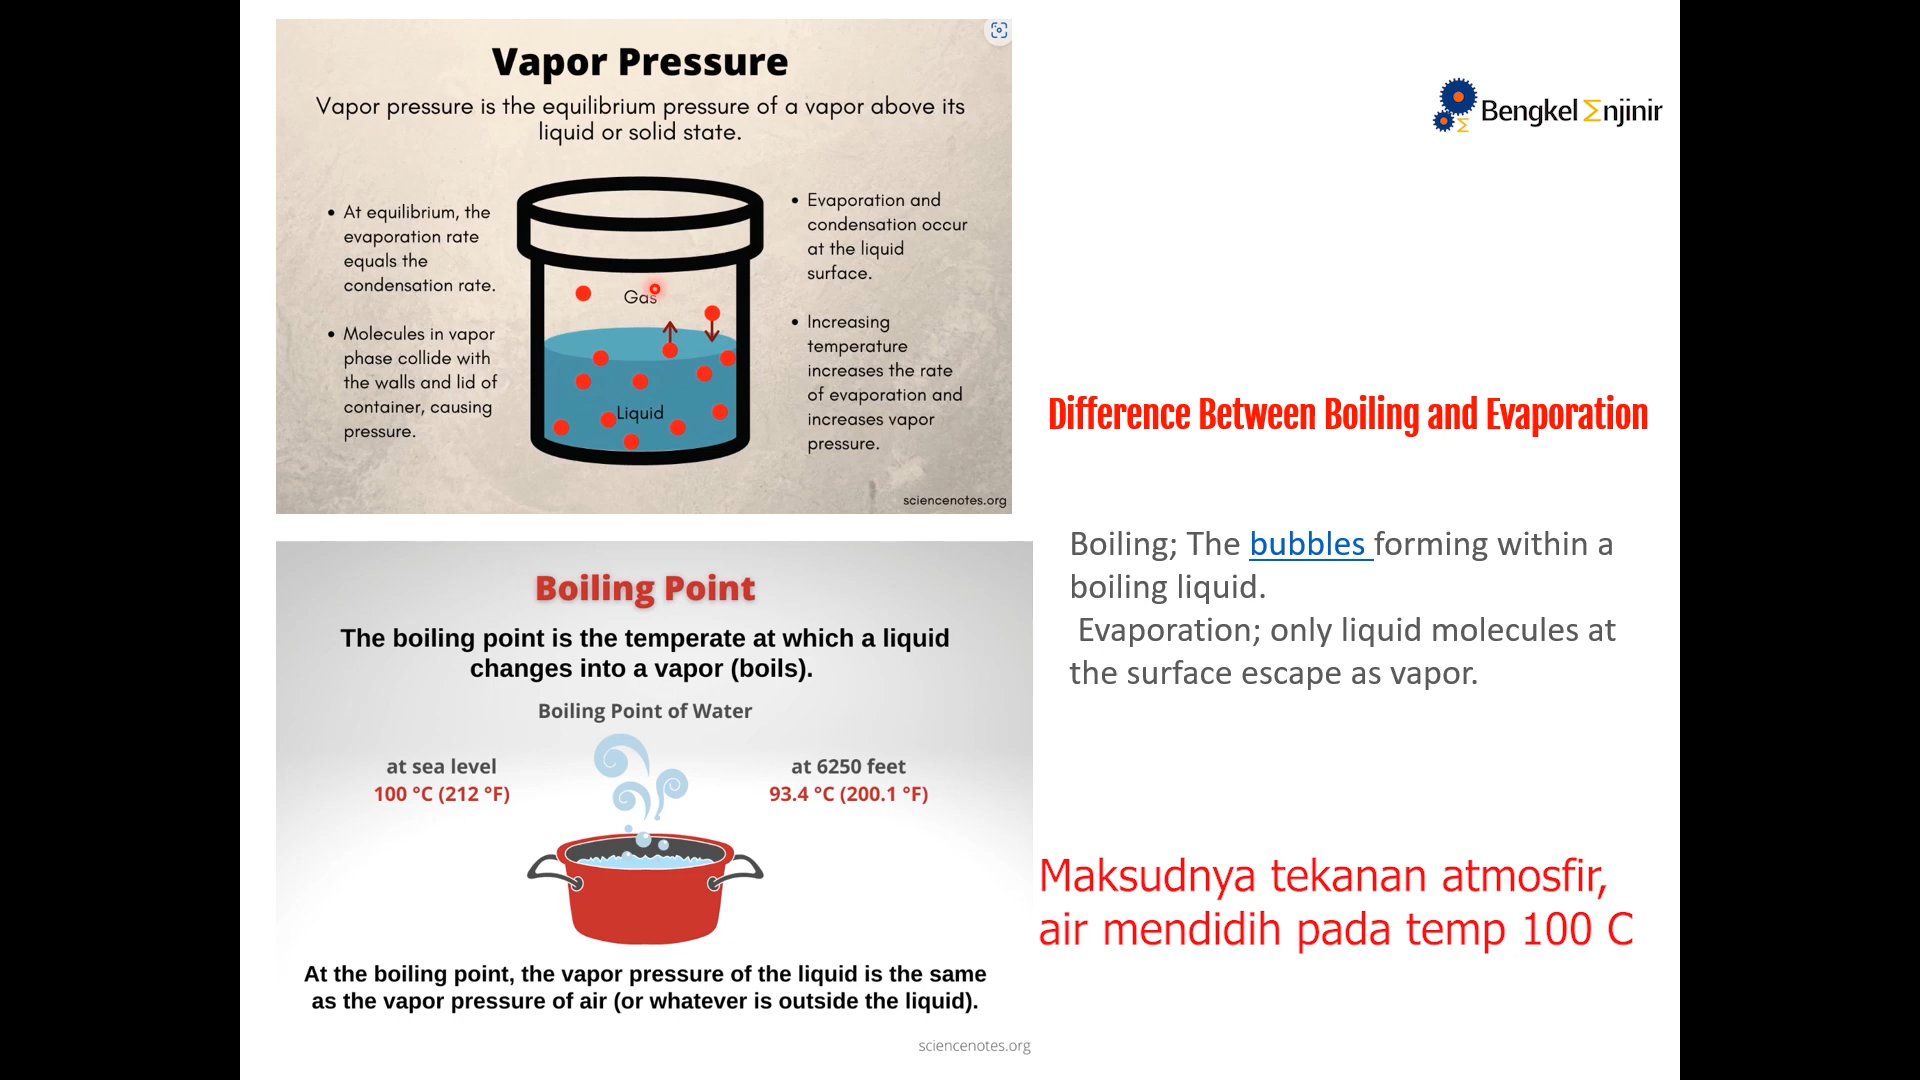 Vapor Pressure
Vapor pressure is the equilibrium pressure of a vapor above its
liquid or solid state.
• At equilibrium, the
evaporation rate
equals the
condensation rate.
• Molecules in vapor
phase collide with
the walls and lid of
container, causing
pressure.
Gas
Liquid
• Evaporation and
condensation occur
at the liquid
surface.
• Increasing
temperature
increases the rate
of evaporation and
increases vapor
pressure.
sciencenotes.org
Boiling Point
The boiling point is the temperate at which a liquid
changes into a vapor (boils).
Boiling Point of Water
at sea level
100 °C (212 °F)
at 6250 feet
93.4 °C (200.1 °F)
At the boiling point, the vapor pressure of the liquid is the same
as the vapor pressure of air (or whatever is outside the liquid).
sciencenotes.org
Σ
Bengkel Σnjinir
Difference Between Boiling and Evaporation
Boiling; The bubbles forming within a
boiling liquid.
Evaporation; only liquid molecules at
the surface escape as vapor.
Maksudnya tekanan atmosfir,
air mendidih pada temp 100 C